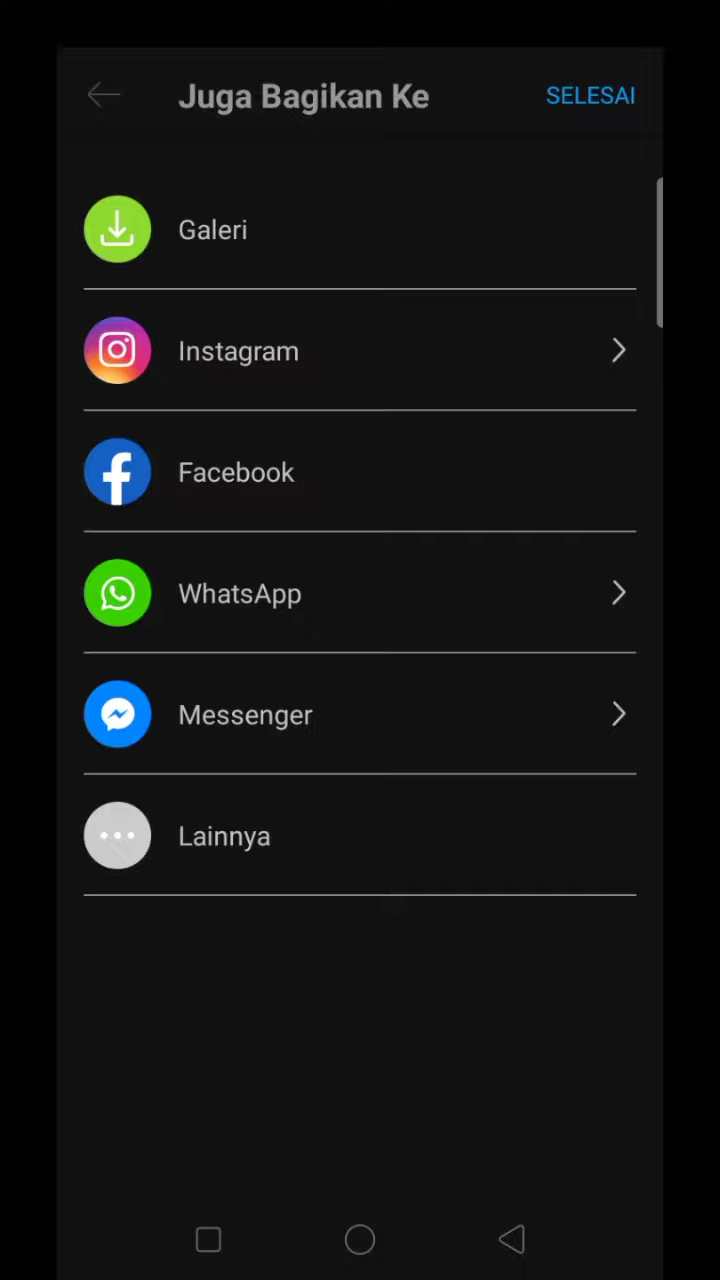 Juga Bagikan Ke
SELESAI
Galeri
Instagram
Facebook
WhatsApp
Messenger
Lainnya